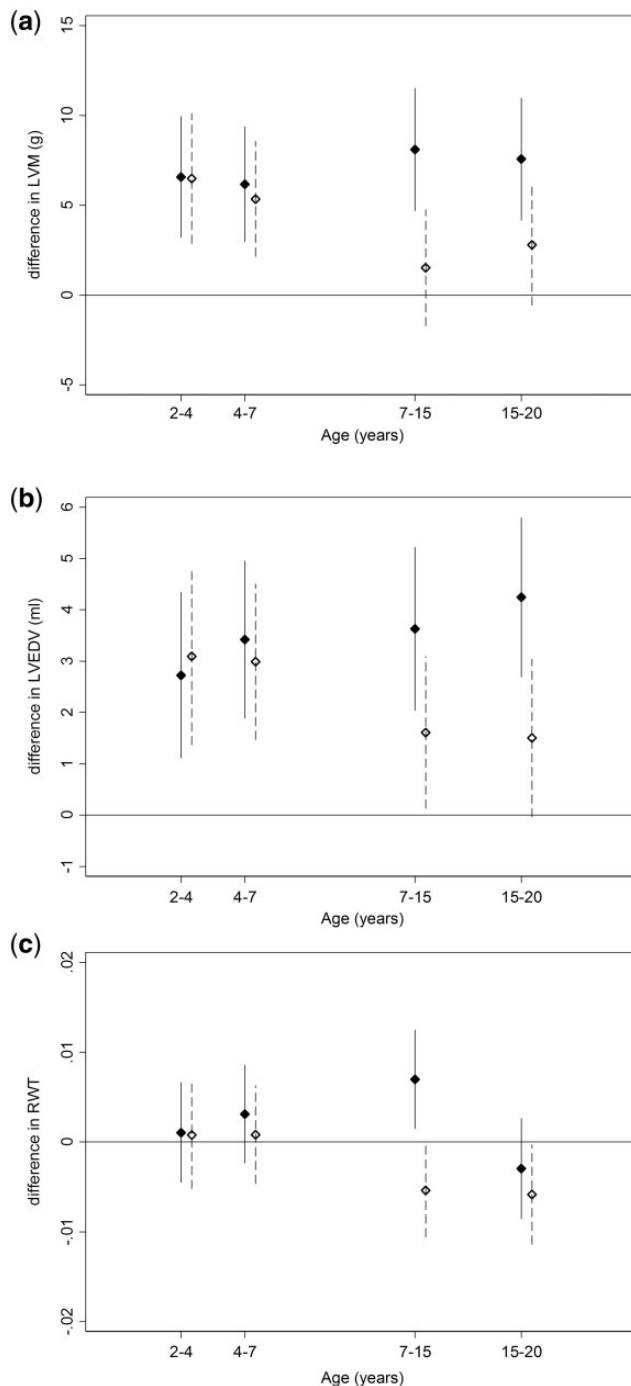 (a)
15
10
5
0
-5
difference in LVM (g)
2-4 4-7 7-15 15-20
Age (years)
(b)
6
5
4
3
2
1
0
-1
difference in LVEDV (ml)
2-4 4-7 7-15 15-20
Age (years)
(c)
.02
.01
0
-.01
-.02
difference in RWT
2-4 4-7 7-15 15-20
Age (years)